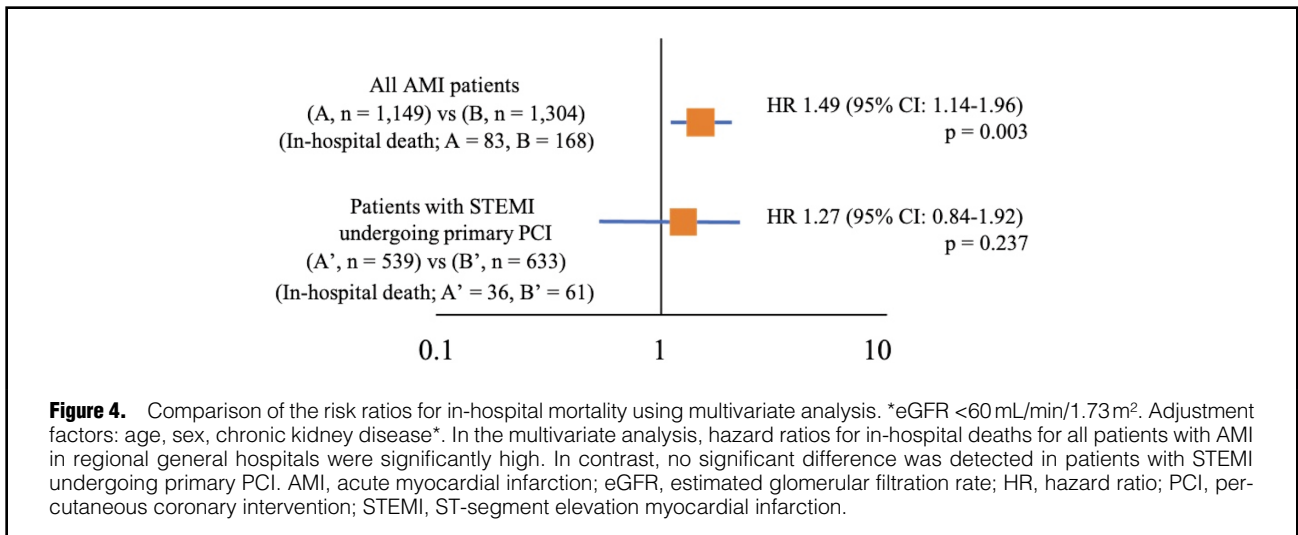 All AMI patients
(A, n = 1,149) vs (B, n = 1,304)
(In-hospital death; A = 83, B = 168)
HR 1.49 (95% CI: 1.14-1.96)
p = 0.003
Patients with STEMI
undergoing primary PCI
(A’, n = 539) vs (B’, n = 633)
(In-hospital death; A’ = 36, B’ = 61)
HR 1.27 (95% CI: 0.84-1.92)
p = 0.237
0.1 1 10
Figure 4. Comparison of the risk ratios for in-hospital mortality using multivariate analysis. *eGFR <60 mL/min/1.73 m². Adjustment
factors: age, sex, chronic kidney disease*. In the multivariate analysis, hazard ratios for in-hospital deaths for all patients with AMI
in regional general hospitals were significantly high. In contrast, no significant difference was detected in patients with STEMI
undergoing primary PCI. AMI, acute myocardial infarction; eGFR, estimated glomerular filtration rate; HR, hazard ratio; PCI, per-
cutaneous coronary intervention; STEMI, ST-segment elevation myocardial infarction.